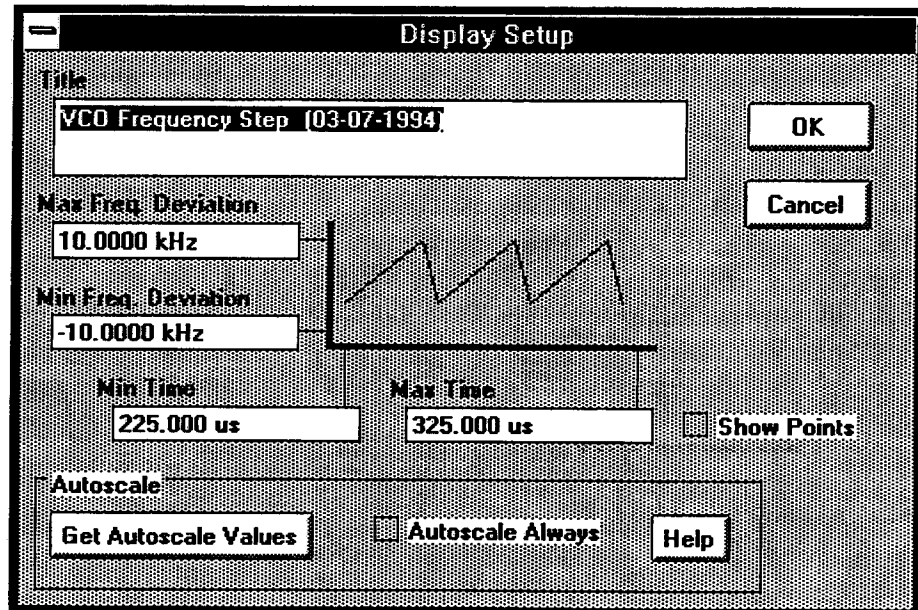 Display Setup
Title
VCO Frequency Step (03-07-1994)
OK
Cancel
Max Freq. Deviation
10.0000 kHz
Min Freq. Deviation
-10.0000 kHz
Min Time
Max Time
225.000 us
325.000 us
Show Points
Autoscale
Get Autoscale Values
Autoscale Always
Help